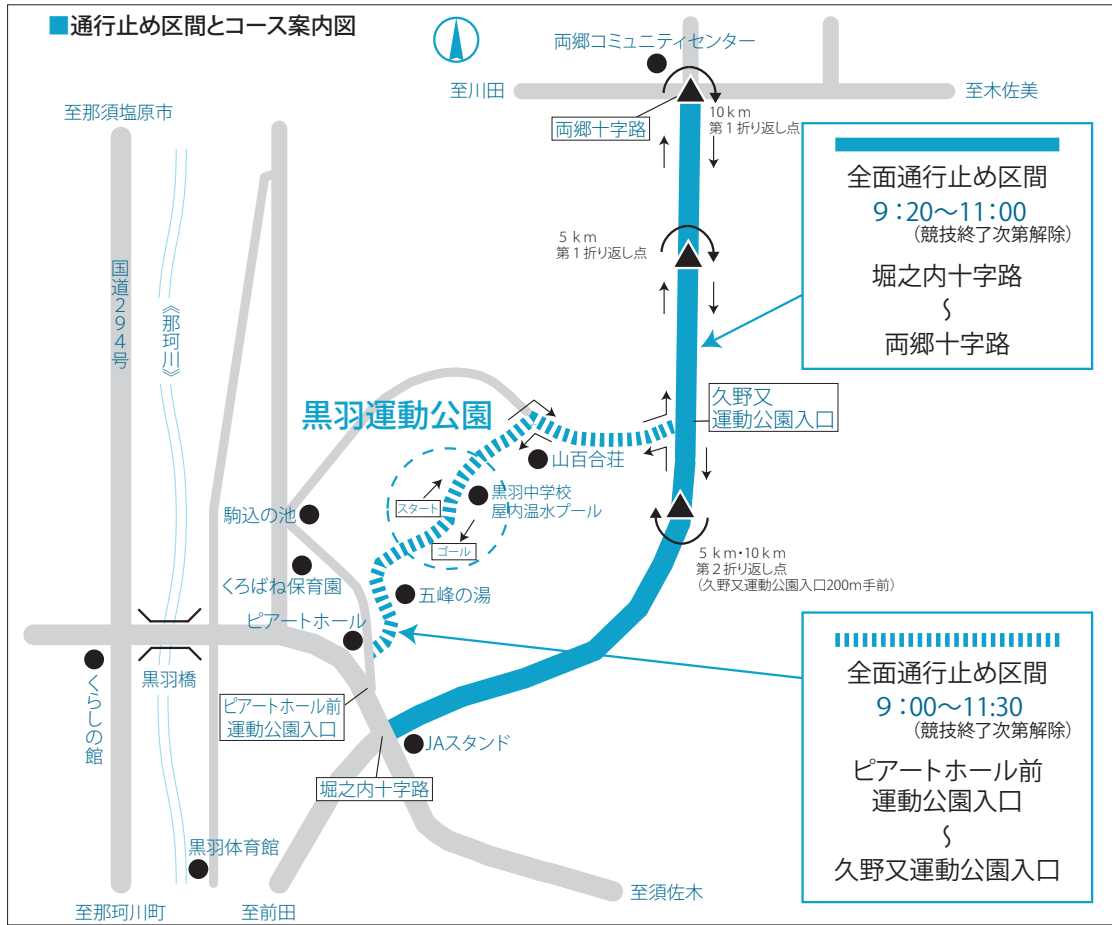 ■通行止め区間とコース案内図
両郷コミュニティセンター
至川田
至木佐美
至那須塩原市
両郷十字路
10km
第1折り返し点
全面通行止め区間
9:20～11:00
(競技終了次第解除)
堀之内十字路
～
両郷十字路
5km
第1折り返し点
国道294号
《那珂川》
黒羽運動公園
久野又
運動公園入口
山百合荘
スタート
黒羽中学校
屋内温水プール
ゴール
駒込の池
5km・10km
第2折り返し点
(久野又運動公園入口200m手前)
くろばね保育園
五峰の湯
ピアートホール
全面通行止め区間
9:00～11:30
(競技終了次第解除)
ピアートホール前
運動公園入口
～
久野又運動公園入口
くらしの館
黒羽橋
ピアートホール前
運動公園入口
JAスタンド
堀之内十字路
黒羽体育館
至須佐木
至那珂川町
至前田